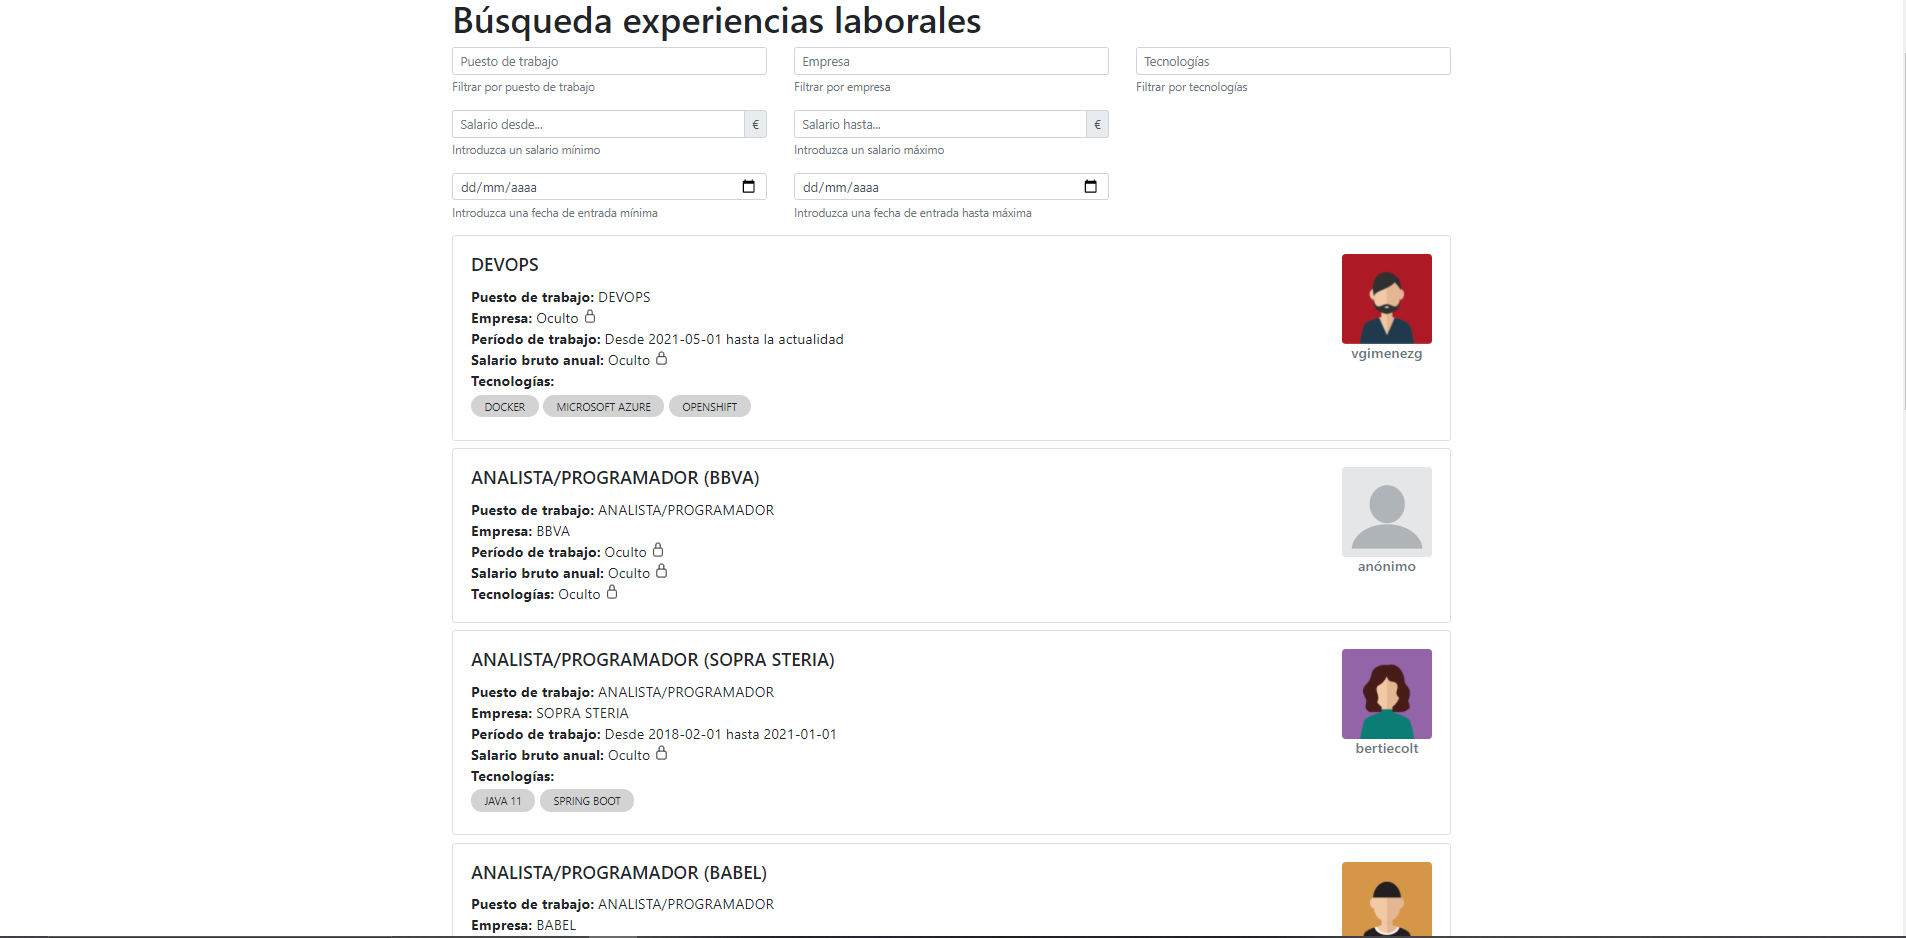 Búsqueda experiencias laborales
Puesto de trabajo
Empresa
Tecnologías
Filtrar por puesto de trabajo
Filtrar por empresa
Filtrar por tecnologías
Salario desde... €
Salario hasta... €
Introduzca un salario mínimo
Introduzca un salario máximo
dd/mm/aaaa
dd/mm/aaaa
Introduzca una fecha de entrada mínima
Introduzca una fecha de entrada hasta máxima
DEVOPS
Puesto de trabajo: DEVOPS
Empresa: Oculto
Período de trabajo: Desde 2021-05-01 hasta la actualidad
Salario bruto anual: Oculto
Tecnologías:
DOCKER MICROSOFT AZURE OPENSHIFT
vgimenezg
ANALISTA/PROGRAMADOR (BBVA)
Puesto de trabajo: ANALISTA/PROGRAMADOR
Empresa: BBVA
Período de trabajo: Oculto
Salario bruto anual: Oculto
Tecnologías: Oculto
anónimo
ANALISTA/PROGRAMADOR (SOPRA STERIA)
Puesto de trabajo: ANALISTA/PROGRAMADOR
Empresa: SOPRA STERIA
Período de trabajo: Desde 2018-02-01 hasta 2021-01-01
Salario bruto anual: Oculto
Tecnologías:
JAVA 11 SPRING BOOT
bertiecolt
ANALISTA/PROGRAMADOR (BABEL)
Puesto de trabajo: ANALISTA/PROGRAMADOR
Empresa: BABEL